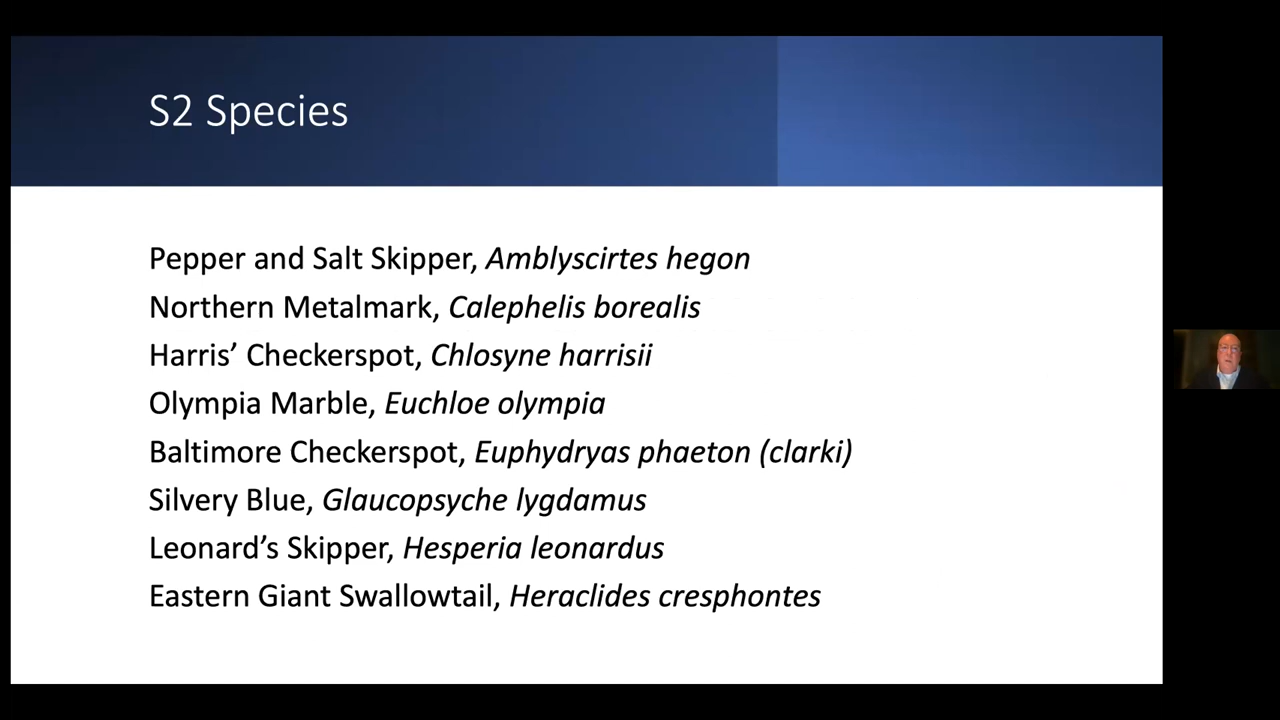 S2 Species
Pepper and Salt Skipper, Amblyscirtes hegon
Northern Metalmark, Calephelis borealis
Harris’ Checkerspot, Chlosyne harrisii
Olympia Marble, Euchloe olympia
Baltimore Checkerspot, Euphydryas phaeton (clarki)
Silvery Blue, Glaucopsyche lygdamus
Leonard’s Skipper, Hesperia leonardus
Eastern Giant Swallowtail, Heraclides cresphontes